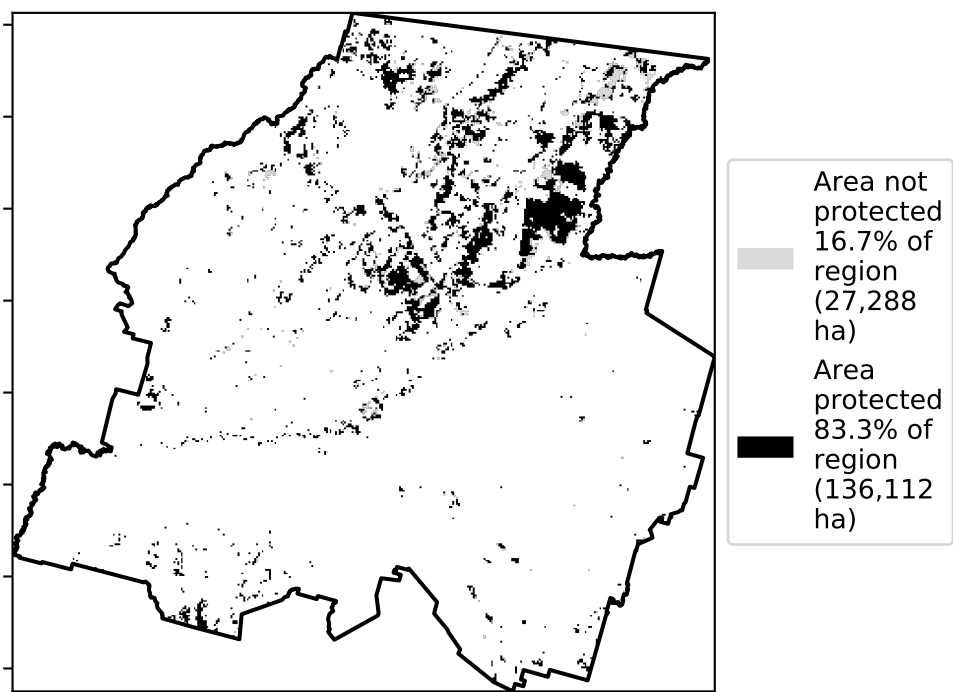 Area not
protected
16.7% of
region
(27,288
ha)
Area
protected
83.3% of
region
(136,112
ha)